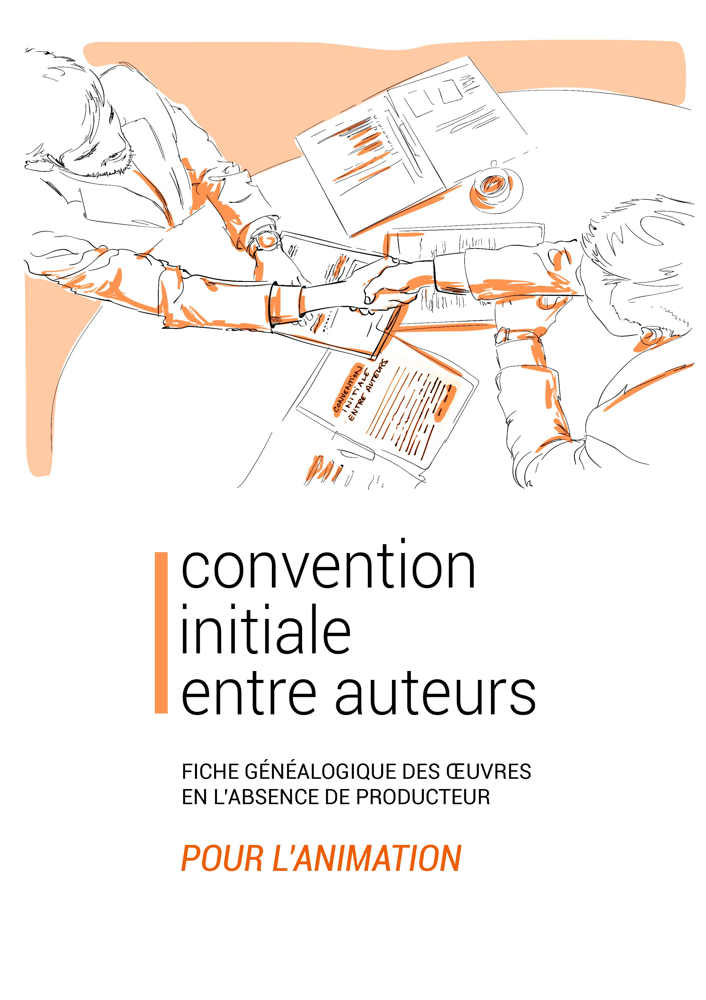 CONVENTION
INITIALE
ENTRE AUTEURS
convention
initiale
entre auteurs
FICHE GÉNÉALOGIQUE DES ŒUVRES
EN L'ABSENCE DE PRODUCTEUR
POUR L'ANIMATION